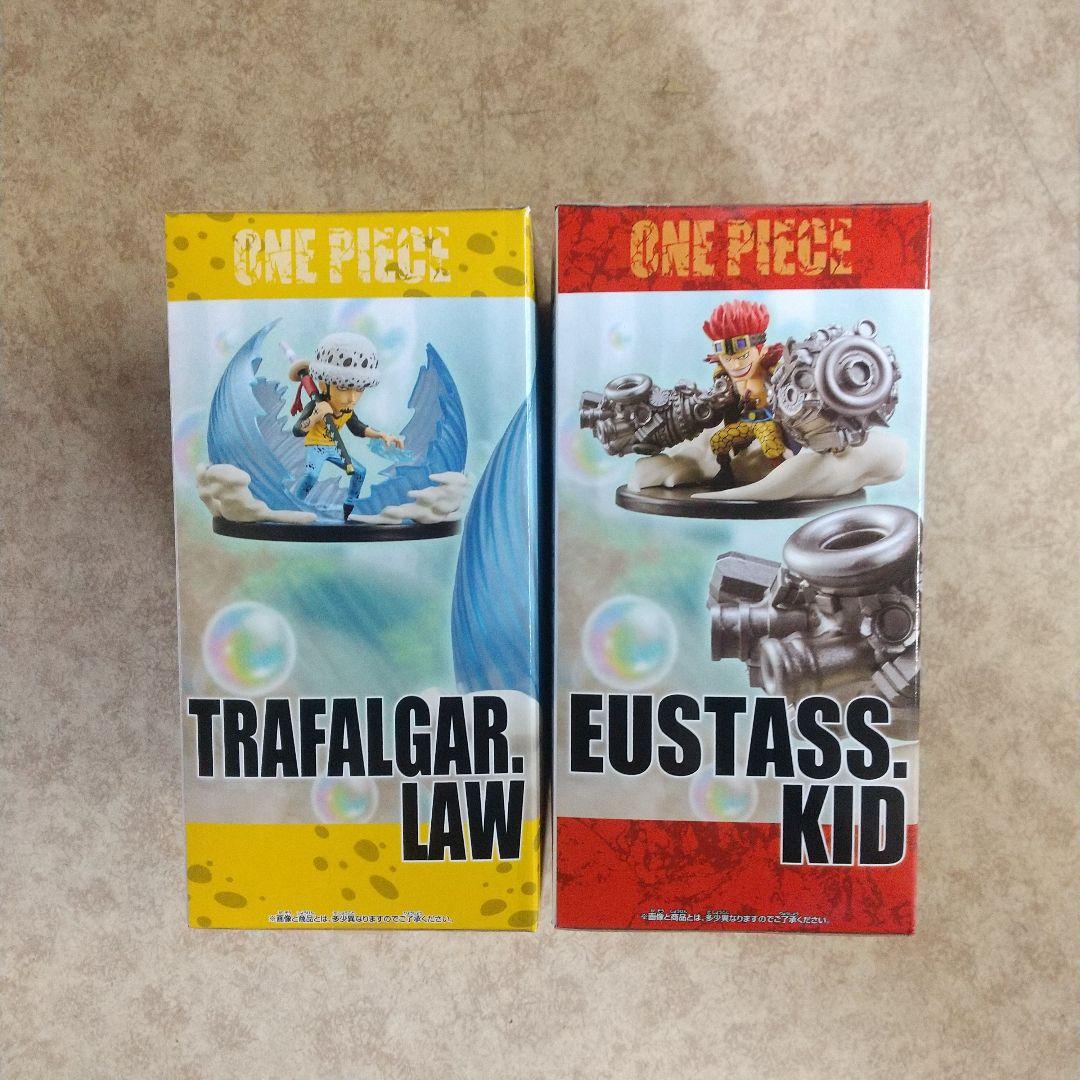 ONE PIECE
TRAFALGAR.
LAW
※画像と商品とは、多少異なりますのでご了承ください。
ONE PIECE
EUSTASS.
KID
※画像と商品とは、多少異なりますのでご了承ください。